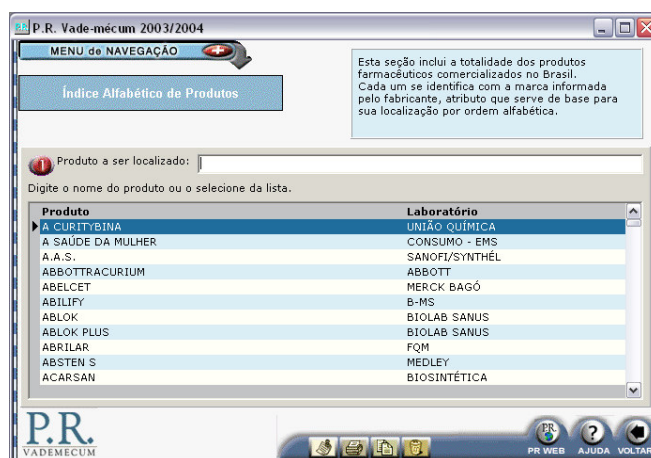 P.R. Vade-mécum 2003/2004
MENU de NAVEGAÇÃO
Índice Alfabético de Produtos
Esta seção inclui a totalidade dos produtos
farmacêuticos comercializados no Brasil.
Cada um se identifica com a marca informada
pelo fabricante, atributo que serve de base para
sua localização por ordem alfabética.
Produto a ser localizado:
Digite o nome do produto ou o selecione da lista.
Produto Laboratório
A CURITYBINA UNIÃO QUÍMICA
A SAÚDE DA MULHER CONSUMO - EMS
A.A.S. SANOFI/SYNTHÉL
ABBOTTRACURIUM ABBOTT
ABELCET MERCK BAGÓ
ABILIFY B-MS
ABLOK BIOLAB SANUS
ABLOK PLUS BIOLAB SANUS
ABRILAR FQM
ABSTEN S MEDLEY
ACARSAN BIOSINTÉTICA
P.R.
VADEMECUM
PR WEB AJUDA VOLTAR